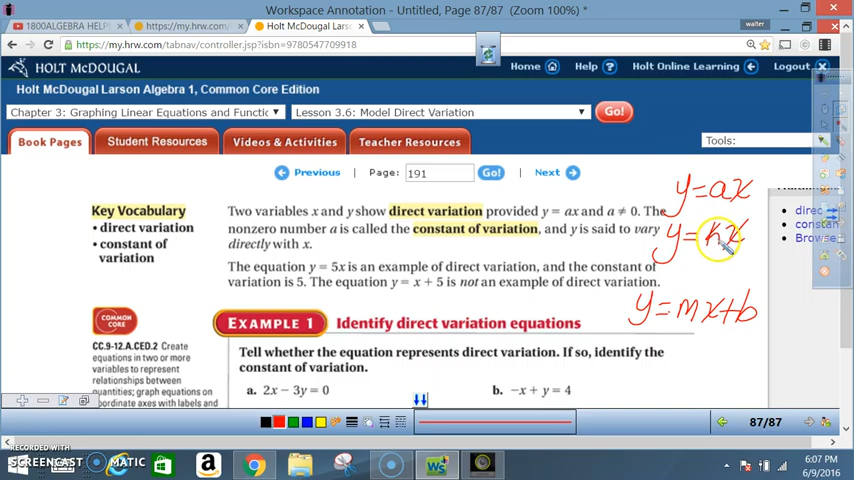 Workspace Annotation - Untitled, Page 87/87 (Zoom 100%) *
1800ALGEBRA HELP!
https://my.hrw.com/tabnav/
Holt McDougal Lars
walter
https://my.hrw.com/tabnav/controller.jsp?isbn=9780547709918
HOLT McDOUGAL
Home
Help
Holt Online Learning
Logout
Holt McDougal Larson Algebra 1, Common Core Edition
Chapter 3: Graphing Linear Equations and Functic
Lesson 3.6: Model Direct Variation
Go!
Book Pages
Student Resources
Videos & Activities
Teacher Resources
Tools:
Previous
Page: 191
Go!
Next
y=ax
y=kx
y=mx+b
Key Vocabulary
• direct variation
• constant of
variation
Two variables x and y show direct variation provided y = ax and a ≠ 0. The
nonzero number a is called the constant of variation, and y is said to vary
directly with x.
The equation y = 5x is an example of direct variation, and the constant of
variation is 5. The equation y = x + 5 is not an example of direct variation.
• direc
• constan
• Browse
COMMON
CORE
CC.9-12.A.CED.2 Create
equations in two or more
variables to represent
relationships between
quantities; graph equations on
oordinate axes with labels and
EXAMPLE 1 Identify direct variation equations
Tell whether the equation represents direct variation. If so, identify the
constant of variation.
a. 2x − 3y = 0
b. −x + y = 4
87/87
RECORDED WITH
SCREENCAST-O-MATIC
6:07 PM
6/9/2016